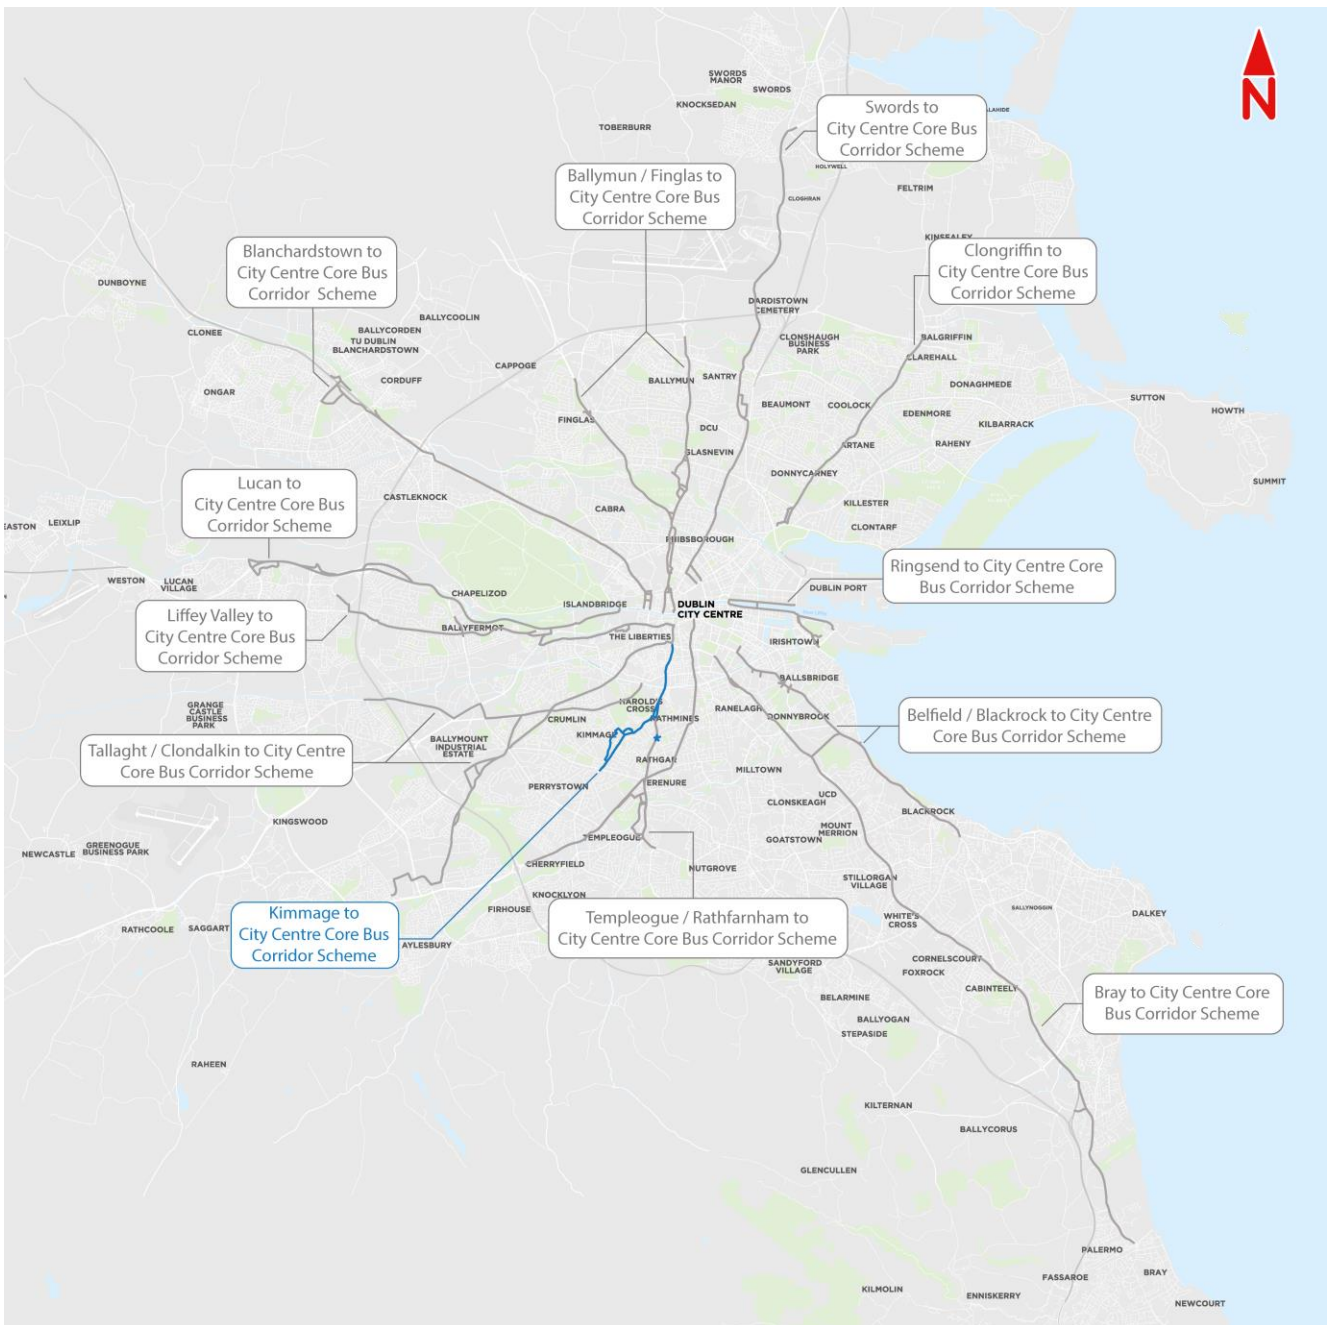 SWORDS
MANOR
SWORDS
KNOCKSEDAN
TOBERBURR
N
Swords to
City Centre Core Bus
Corridor Scheme
ALAHIDE
HOLYWELL
FELTRIM
CLOGHRAN
Ballymun / Finglas to
City Centre Core Bus
Corridor Scheme
KINSEALEY
Clongriffin to
City Centre Core Bus
Corridor Scheme
Blanchardstown to
City Centre Core Bus
Corridor Scheme
DUNBOYNE
DARDISTOWN
CEMETERY
CLONEE
BALLYCOOLIN
BALLYCORDEN
TU DUBLIN
BLANCHARDSTOWN
CLONSHAUGH
BUSINESS
PARK
BALGRIFFIN
CLAREHALL
CAPPOGE
CORDUFF
ONGAR
BALLYMUN
SANTRY
DONAGHMEDE
SUTTON
HOWTH
BEAUMONT
COOLOCK
EDENMORE
KILBARRACK
FINGLAS
DCU
GLASNEVIN
ARTANE
RAHENY
DONNYCARNEY
SUMMIT
Lucan to
City Centre Core Bus
Corridor Scheme
CASTLEKNOCK
CABRA
KILLESTER
CLONTARF
EASTON
LEIXLIP
PHIBSBOROUGH
WESTON
LUCAN
VILLAGE
CHAPELIZOD
ISLANDBRIDGE
DUBLIN
CITY CENTRE
DUBLIN PORT
Ringsend to City Centre Core
Bus Corridor Scheme
Liffey Valley to
City Centre Core Bus
Corridor Scheme
BALLYFERMOT
THE LIBERTIES
IRISHTOWN
BALLSBRIDGE
GRANGE
CASTLE
BUSINESS
PARK
HAROLD'S
CROSS
RATHMINES
RANELAGH
DONNYBROOK
CRUMLIN
KIMMAGE
Belfield / Blackrock to City Centre
Core Bus Corridor Scheme
Tallaght / Clondalkin to City Centre
Core Bus Corridor Scheme
BALLYMOUNT
INDUSTRIAL
ESTATE
RATHGAR
MILLTOWN
PERRYSTOWN
ERENURE
UCD
CLONSKEAGH
BLACKROCK
KINGSWOOD
MOUNT
MERRION
GOATSTOWN
TEMPLEOGUE
NEWCASTLE
GREENOGUE
BUSINESS PARK
CHERRYFIELD
NUTGROVE
STILLORGAN
VILLAGE
KNOCKLYON
FIRHOUSE
WHITE'S
CROSS
BALLYNOGGIN
DALKEY
Kimmage to
City Centre Core Bus
Corridor Scheme
Templeogue / Rathfarnham to
City Centre Core Bus Corridor Scheme
RATHCOOLE
SAGGART
AYLESBURY
SANDYFORD
VILLAGE
CORNELSCOURT
FOXROCK
CABINTEELY
BELARMINE
Bray to City Centre Core
Bus Corridor Scheme
BALLYOGAN
STEPASIDE
RAHEEN
KILTERNAN
BALLYCORUS
GLENCULLEN
PALERMO
BRAY
FASSAROE
KILMOLIN
ENNISKERRY
NEWCOURT